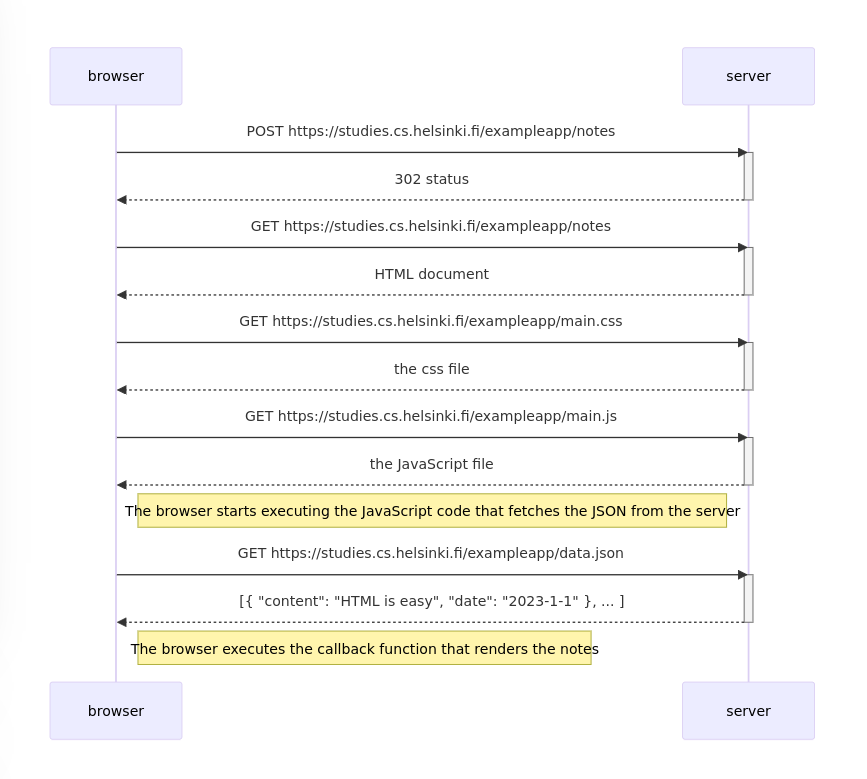 browser server
POST https://studies.cs.helsinki.fi/exampleapp/notes
302 status
GET https://studies.cs.helsinki.fi/exampleapp/notes
HTML document
GET https://studies.cs.helsinki.fi/exampleapp/main.css
the css file
GET https://studies.cs.helsinki.fi/exampleapp/main.js
the JavaScript file
The browser starts executing the JavaScript code that fetches the JSON from the server
GET https://studies.cs.helsinki.fi/exampleapp/data.json
[{ "content": "HTML is easy", "date": "2023-1-1" }, ... ]
The browser executes the callback function that renders the notes
browser server